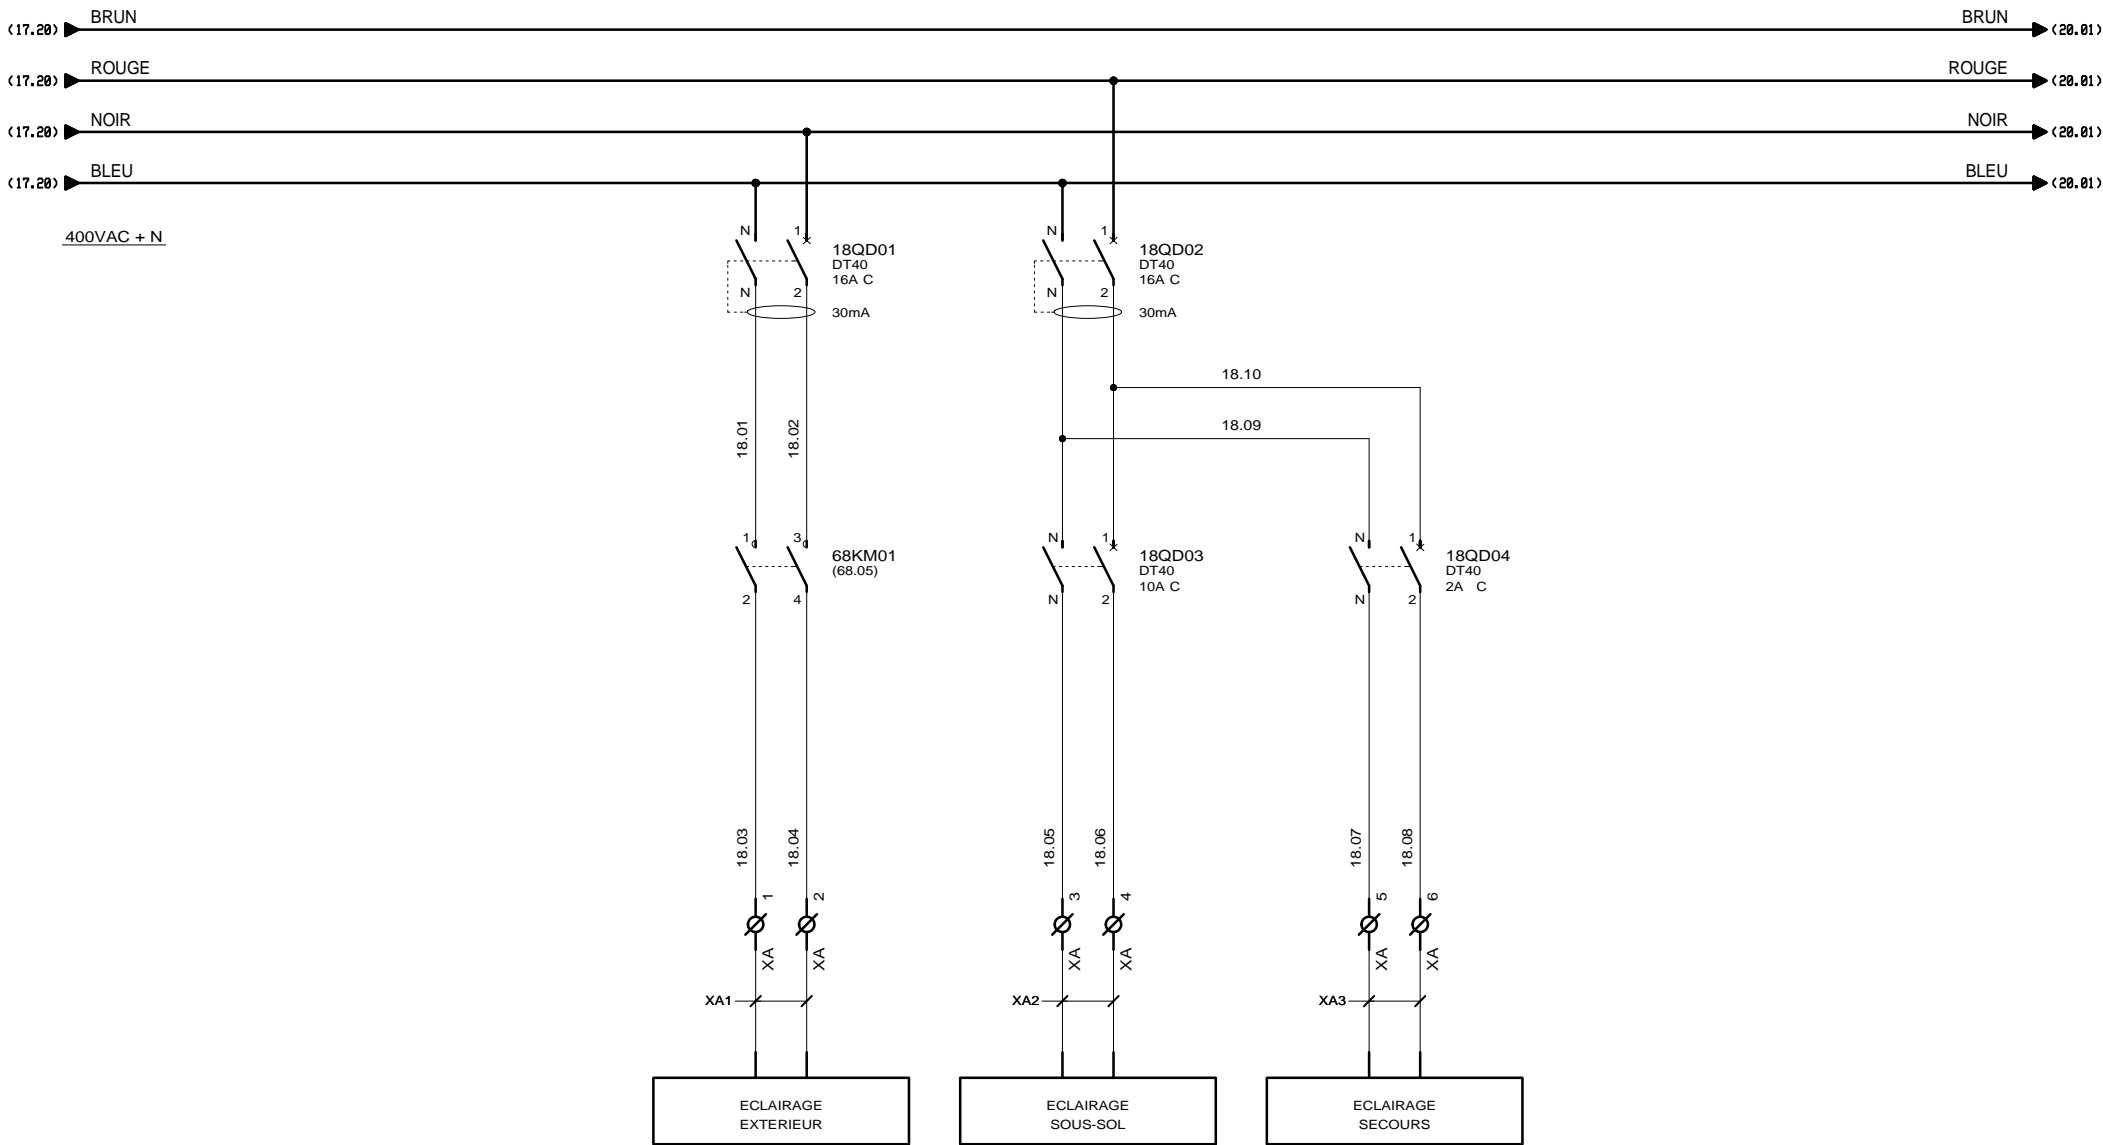 BRUN BRUN
(17.20) (20.01)
ROUGE ROUGE
(17.20) (20.01)
NOIR NOIR
(17.20) (20.01)
BLEU BLEU
(17.20) (20.01)
400VAC + N
N 1 N 1
18QD01 18QD02
DT40 DT40
16A C 16A C
N 2 N 2
30mA 30mA
18.10
18.09
18.01 18.02
1 3 N 1 N 1
68KM01 18QD03 18QD04
(68.05) DT40 DT40
10A C 2A C
2 4 N 2 N 2
18.03 18.04 18.05 18.06 18.07 18.08
1 2 3 4 5 6
XA XA XA XA XA XA
XA1 XA2 XA3
ECLAIRAGE ECLAIRAGE ECLAIRAGE
EXTERIEUR SOUS-SOL SECOURS